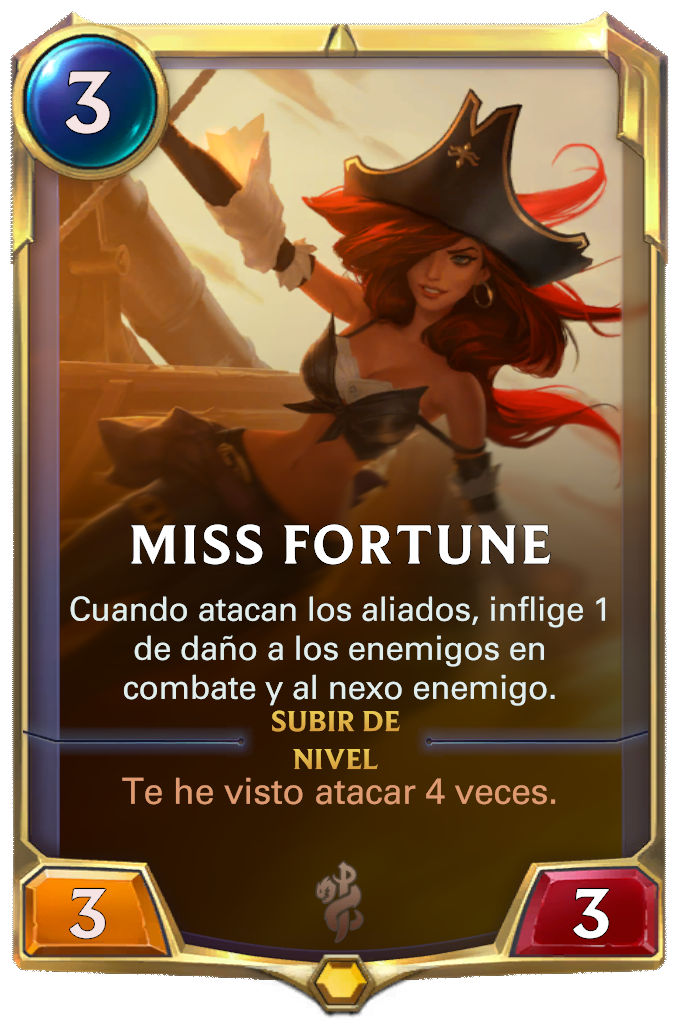 3
MISS FORTUNE
Cuando atacan los aliados, inflige 1
de daño a los enemigos en
combate y al nexo enemigo.
SUBIR DE
NIVEL
Te he visto atacar 4 veces.
3
3